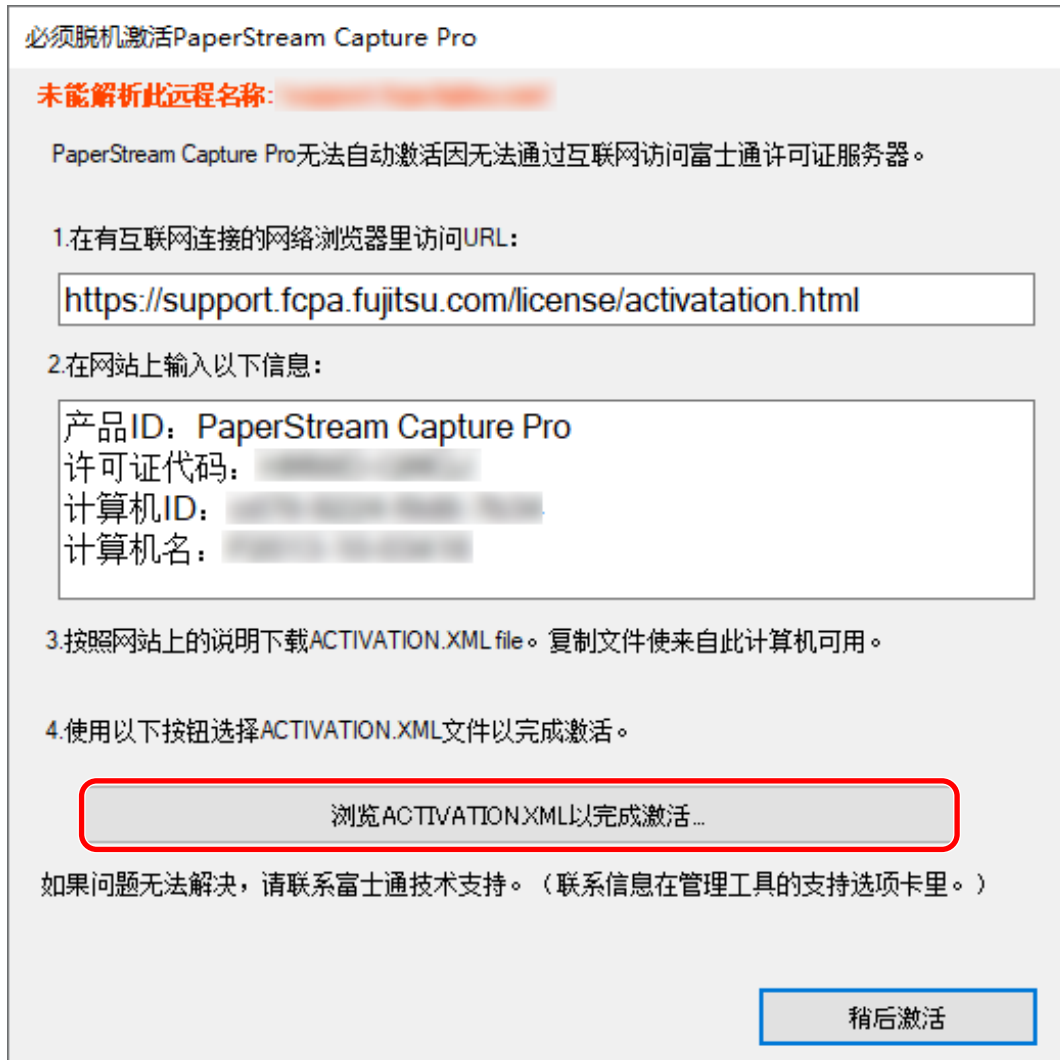 必须脱机激活PaperStream Capture Pro
未能解析此远程名称:
PaperStream Capture Pro无法自动激活因无法通过互联网访问富士通许可证服务器。
1.在有互联网连接的网络浏览器里访问URL：
https://support.fcpa.fujitsu.com/license/activatation.html
2.在网站上输入以下信息：
产品ID：PaperStream Capture Pro
许可证代码：
计算机ID：
计算机名：
3.按照网站上的说明下载ACTIVATION.XML file。复制文件使来自此计算机可用。
4.使用以下按钮选择ACTIVATION.XML文件以完成激活。
浏览ACTIVATION.XML以完成激活...
如果问题无法解决，请联系富士通技术支持。（联系信息在管理工具的支持选项卡里。）
稍后激活